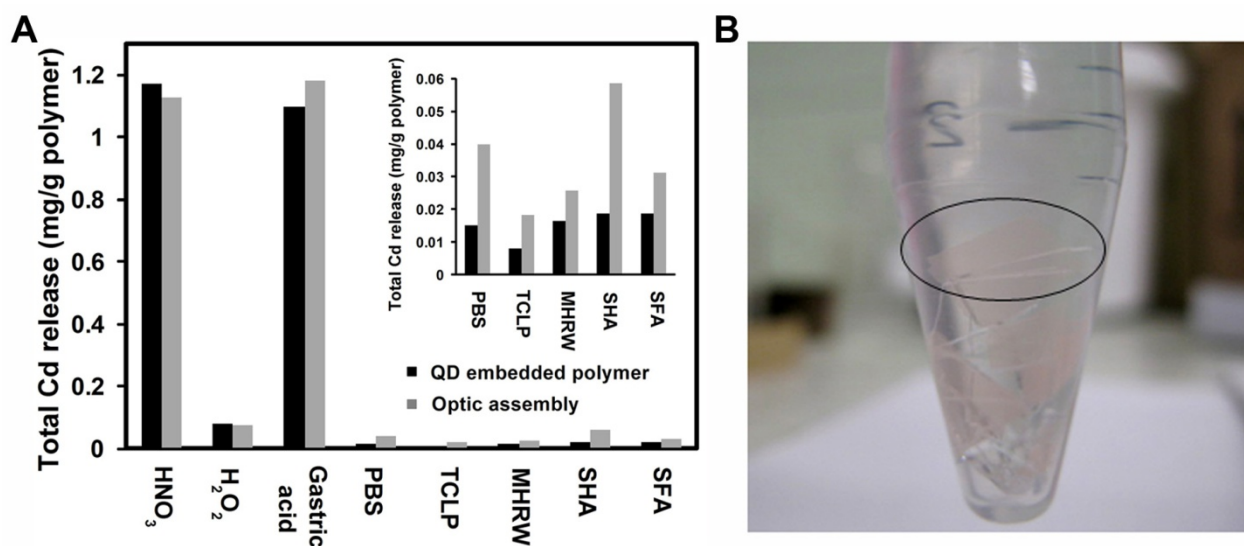 A
Total Cd release (mg/g polymer)
1.2
1
0.8
0.6
0.4
0.2
0
HNO₃
H₂O₂
Gastric
acid
PBS
TCLP
MHRW
SHA
SFA
Total Cd release (mg/g polymer)
0.06
0.05
0.04
0.03
0.02
0.01
0
PBS
TCLP
MHRW
SHA
SFA
QD embedded polymer
Optic assembly
B
2